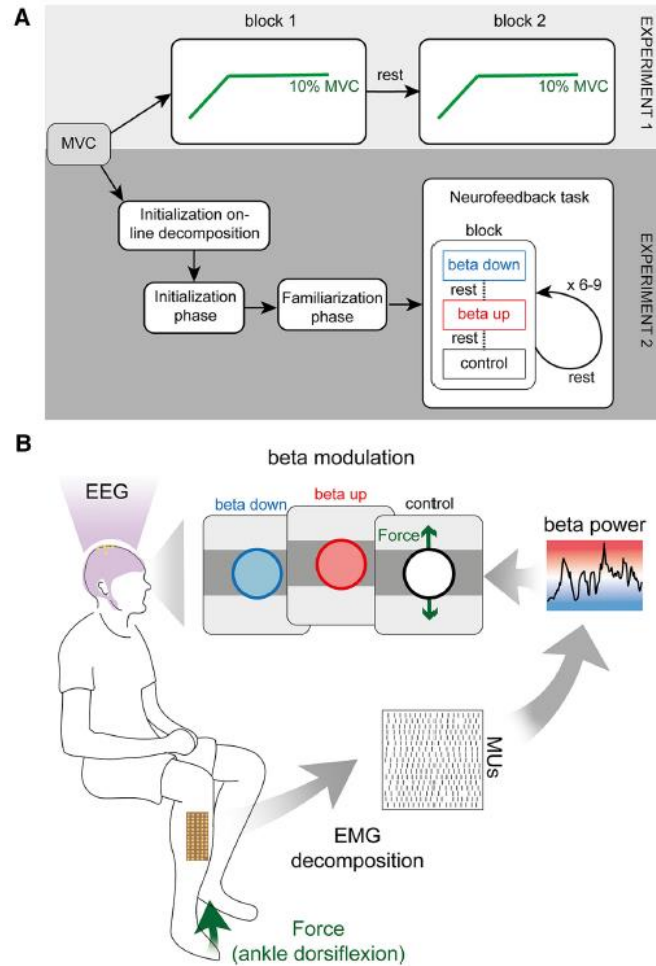 A
block 1
block 2
EXPERIMENT 1
10% MVC
rest
10% MVC
MVC
Initialization on-
line decomposition
Initialization
phase
Familiarization
phase
Neurofeedback task
block
beta down
rest
beta up
rest
control
x 6-9
rest
EXPERIMENT 2
B
beta modulation
EEG
beta down
beta up
control
Force
beta power
MUs
EMG
decomposition
Force
(ankle dorsiflexion)